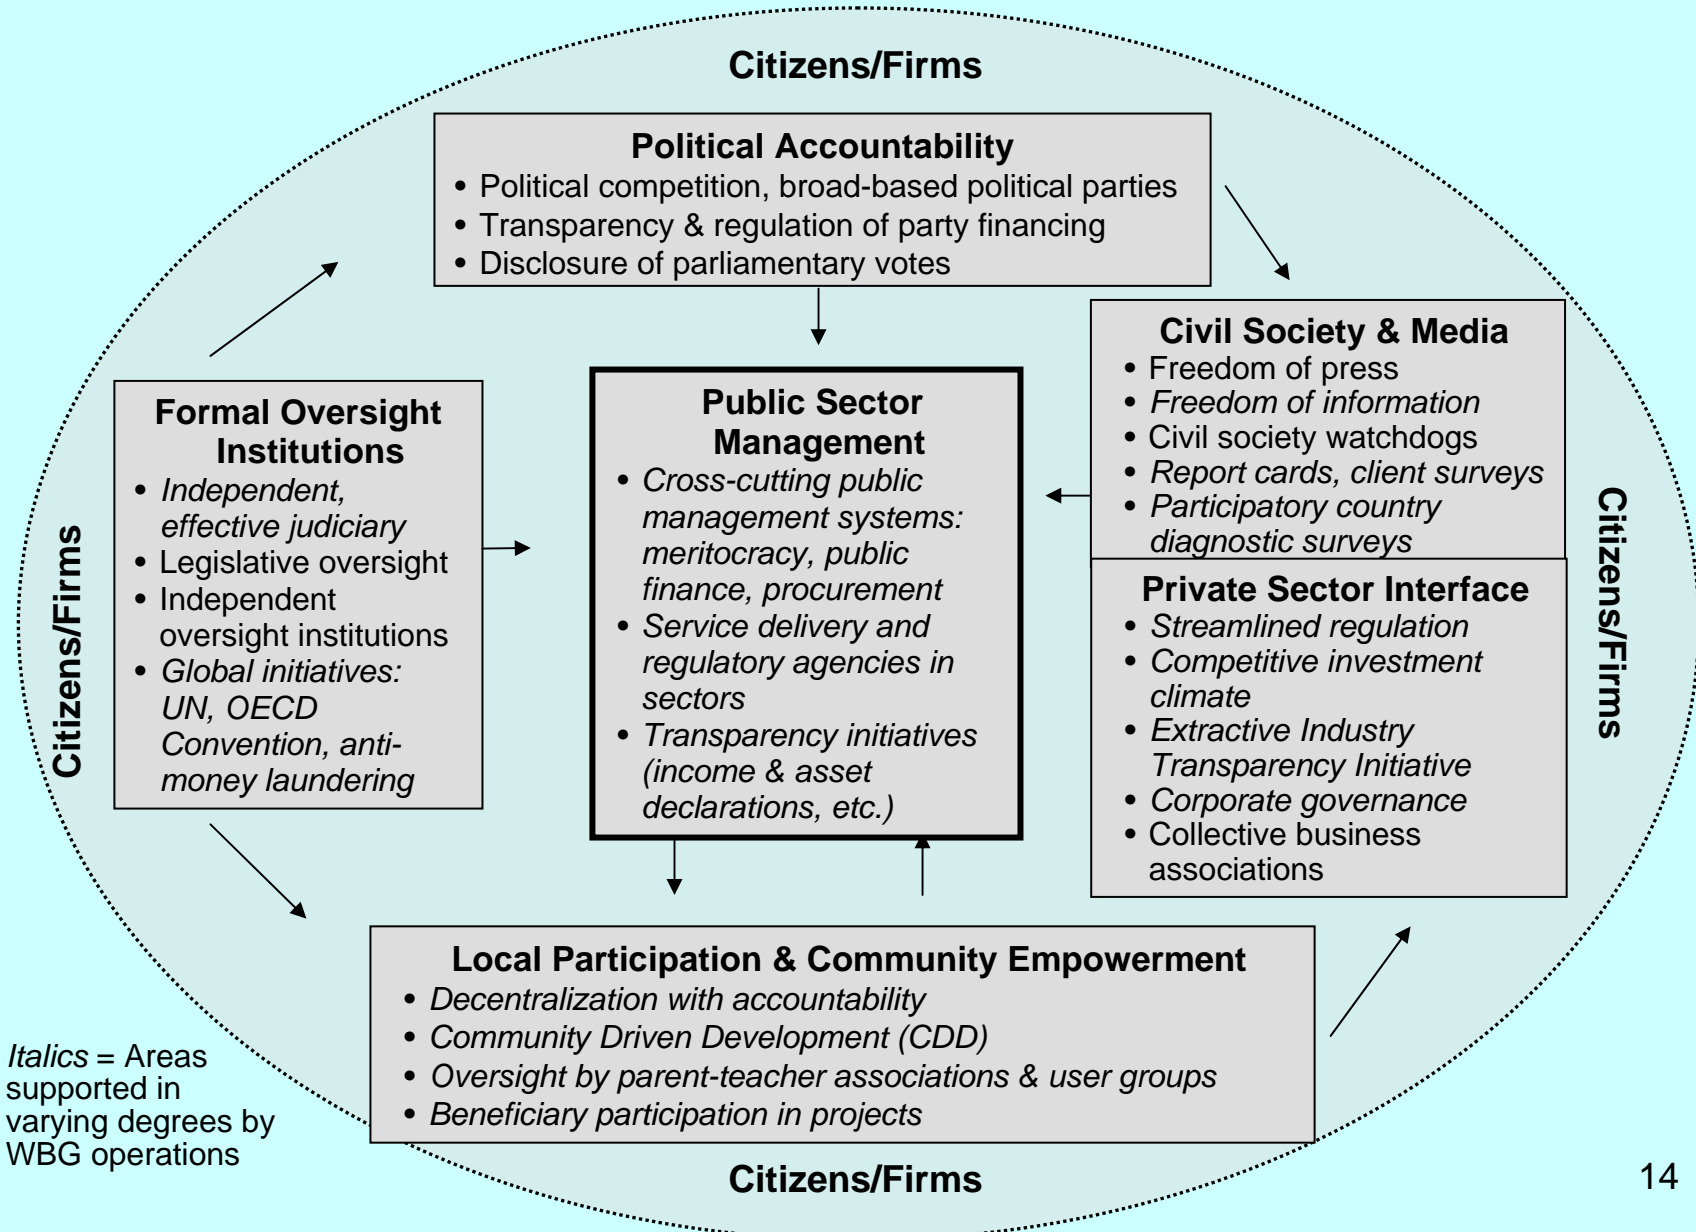 Citizens/Firms
Political Accountability
• Political competition, broad-based political parties
• Transparency & regulation of party financing
• Disclosure of parliamentary votes
Civil Society & Media
• Freedom of press
• Freedom of information
• Civil society watchdogs
• Report cards, client surveys
• Participatory country
diagnostic surveys
Formal Oversight
Institutions
• Independent,
effective judiciary
• Legislative oversight
• Independent
oversight institutions
• Global initiatives:
UN, OECD
Convention, anti-
money laundering
Public Sector
Management
• Cross-cutting public
management systems:
meritocracy, public
finance, procurement
• Service delivery and
regulatory agencies in
sectors
• Transparency initiatives
(income & asset
declarations, etc.)
Private Sector Interface
• Streamlined regulation
• Competitive investment
climate
• Extractive Industry
Transparency Initiative
• Corporate governance
• Collective business
associations
Citizens/Firms
Citizens/Firms
Local Participation & Community Empowerment
• Decentralization with accountability
• Community Driven Development (CDD)
• Oversight by parent-teacher associations & user groups
• Beneficiary participation in projects
Italics = Areas
supported in
varying degrees by
WBG operations
Citizens/Firms
14